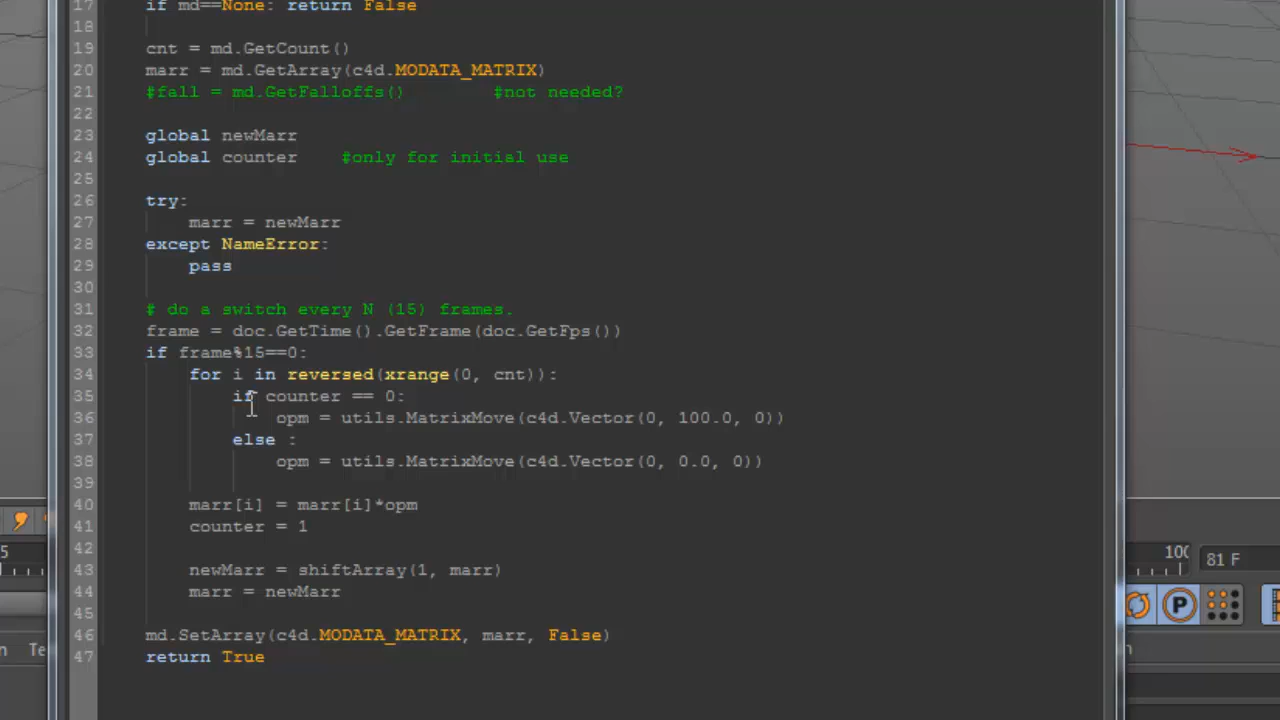 17 if md==None: return False
18
19 cnt = md.GetCount()
20 marr = md.GetArray(c4d.MODATA_MATRIX)
21 #fall = md.GetFalloffs() #not needed?
22
23 global newMarr
24 global counter #only for initial use
25
26 try:
27 marr = newMarr
28 except NameError:
29 pass
30
31 # do a switch every N (15) frames.
32 frame = doc.GetTime().GetFrame(doc.GetFps())
33 if frame%15==0:
34 for i in reversed(xrange(0, cnt)):
35 if counter == 0:
36 opm = utils.MatrixMove(c4d.Vector(0, 100.0, 0))
37 else :
38 opm = utils.MatrixMove(c4d.Vector(0, 0.0, 0))
39
40 marr[i] = marr[i]*opm
41 counter = 1
42
43 newMarr = shiftArray(1, marr)
44 marr = newMarr
45
46 md.SetArray(c4d.MODATA_MATRIX, marr, False)
47 return True
5
81 F
P
Te